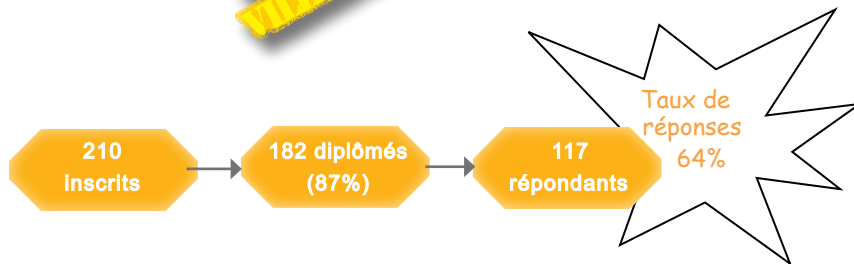 210
inscrits
182 diplômés
(87%)
117
répondants
Taux de
réponses
64%